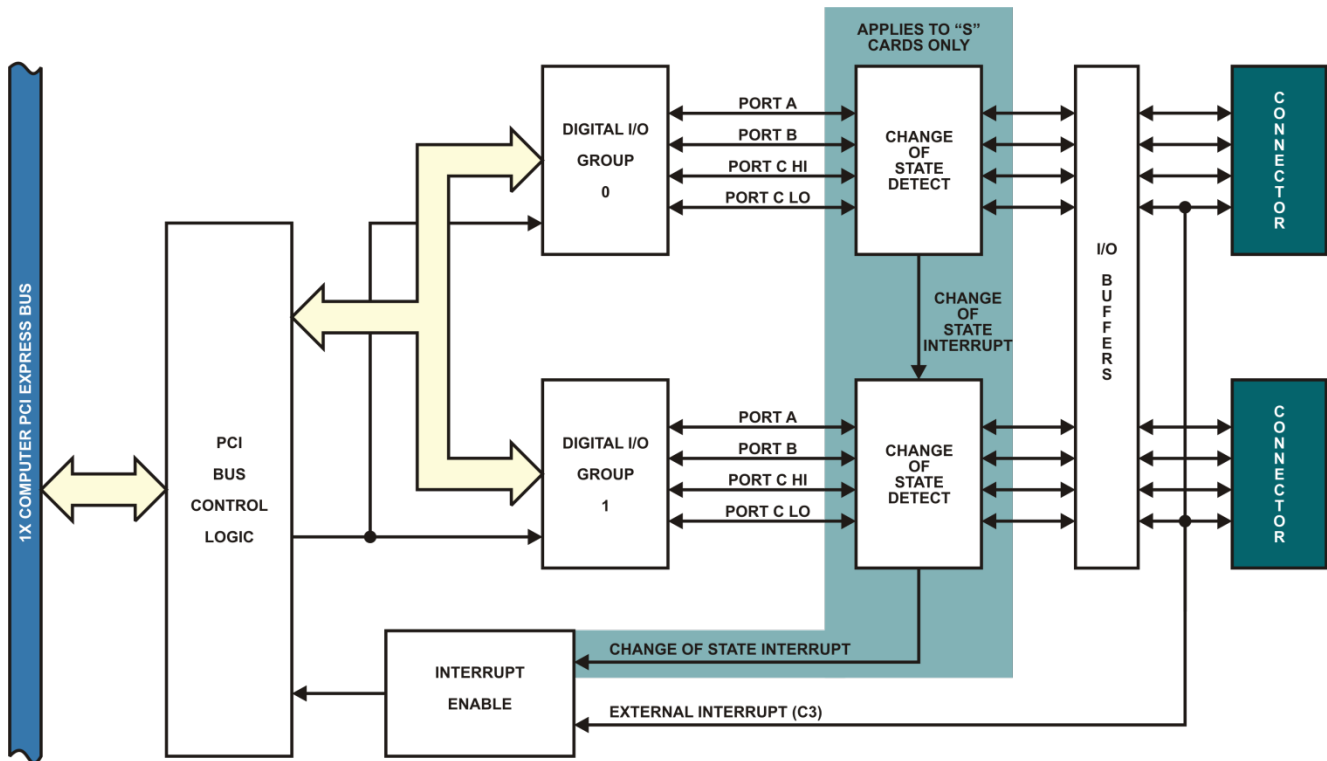 APPLIES TO “S”
CARDS ONLY
1X COMPUTER PCI EXPRESS BUS
PCI
BUS
CONTROL
LOGIC
DIGITAL I/O
GROUP
0
PORT A
PORT B
PORT C HI
PORT C LO
CHANGE
OF
STATE
DETECT
CHANGE
OF
STATE
INTERRUPT
I/O
BUFFERS
CONNECTOR
DIGITAL I/O
GROUP
1
PORT A
PORT B
PORT C HI
PORT C LO
CHANGE
OF
STATE
DETECT
CONNECTOR
INTERRUPT
ENABLE
CHANGE OF STATE INTERRUPT
EXTERNAL INTERRUPT (C3)